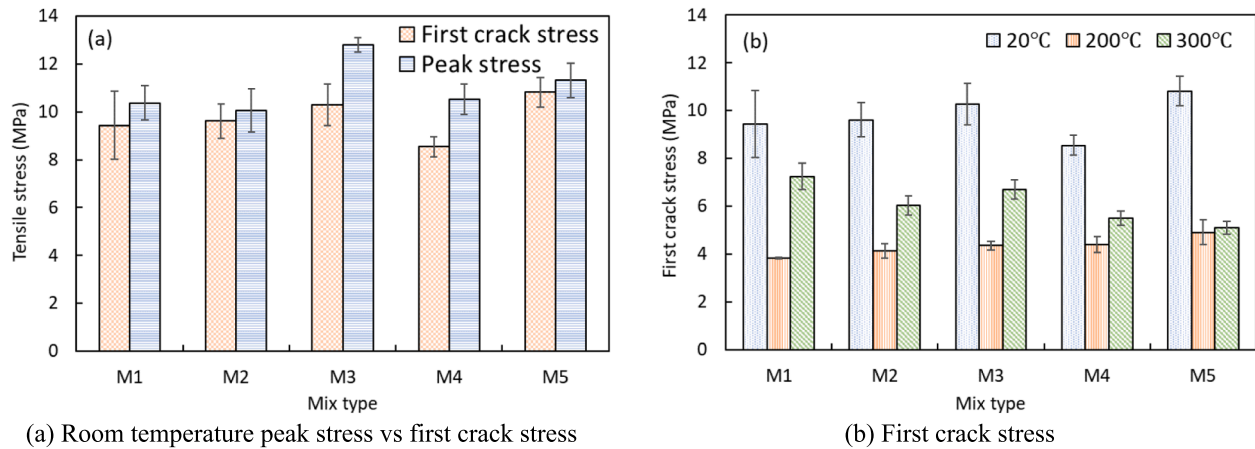 (a)
First crack stress
Peak stress
Tensile stress (MPa)
14
12
10
8
6
4
2
0
M1 M2 M3 M4 M5
Mix type
(a) Room temperature peak stress vs first crack stress
(b)
20℃ 200℃ 300℃
First crack stress (MPa)
14
12
10
8
6
4
2
0
M1 M2 M3 M4 M5
Mix type
(b) First crack stress